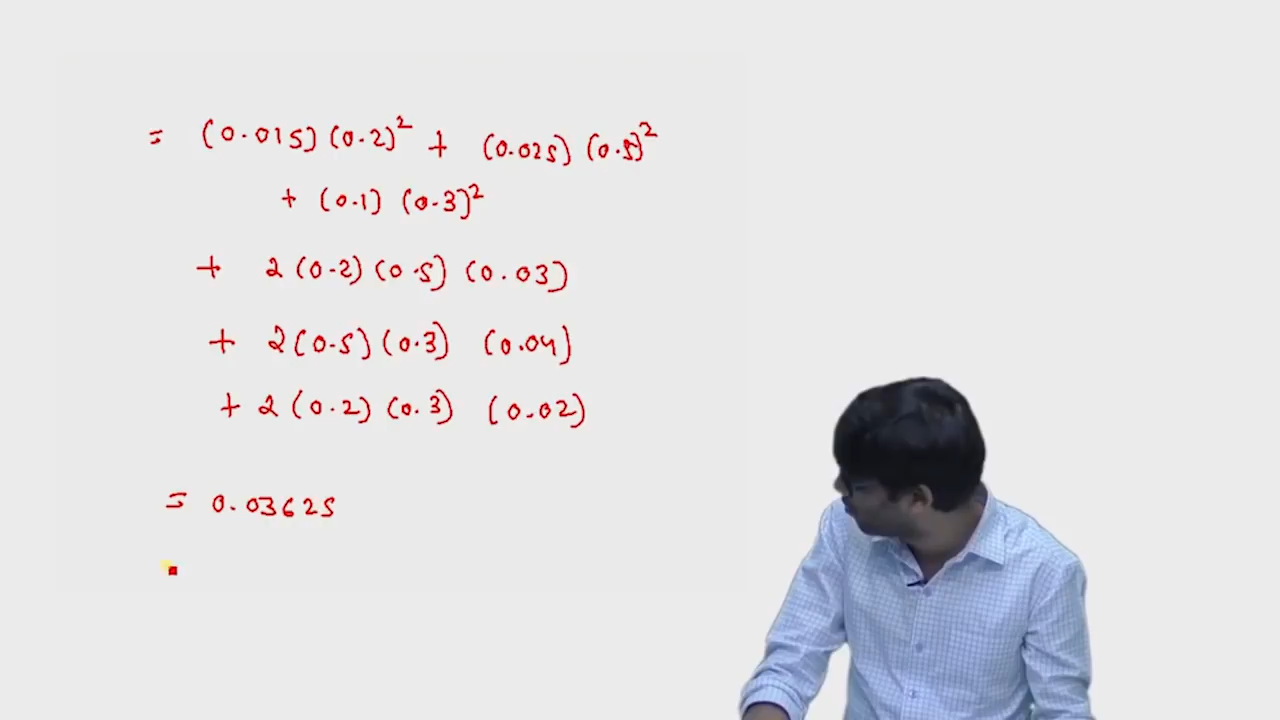 = (0.015) (0.2)² + (0.025) (0.5)²
+ (0.1) (0.3)²
+ 2 (0.2) (0.5) (0.03)
+ 2 (0.5) (0.3) (0.04)
+ 2 (0.2) (0.3) (0.02)
= 0.03625